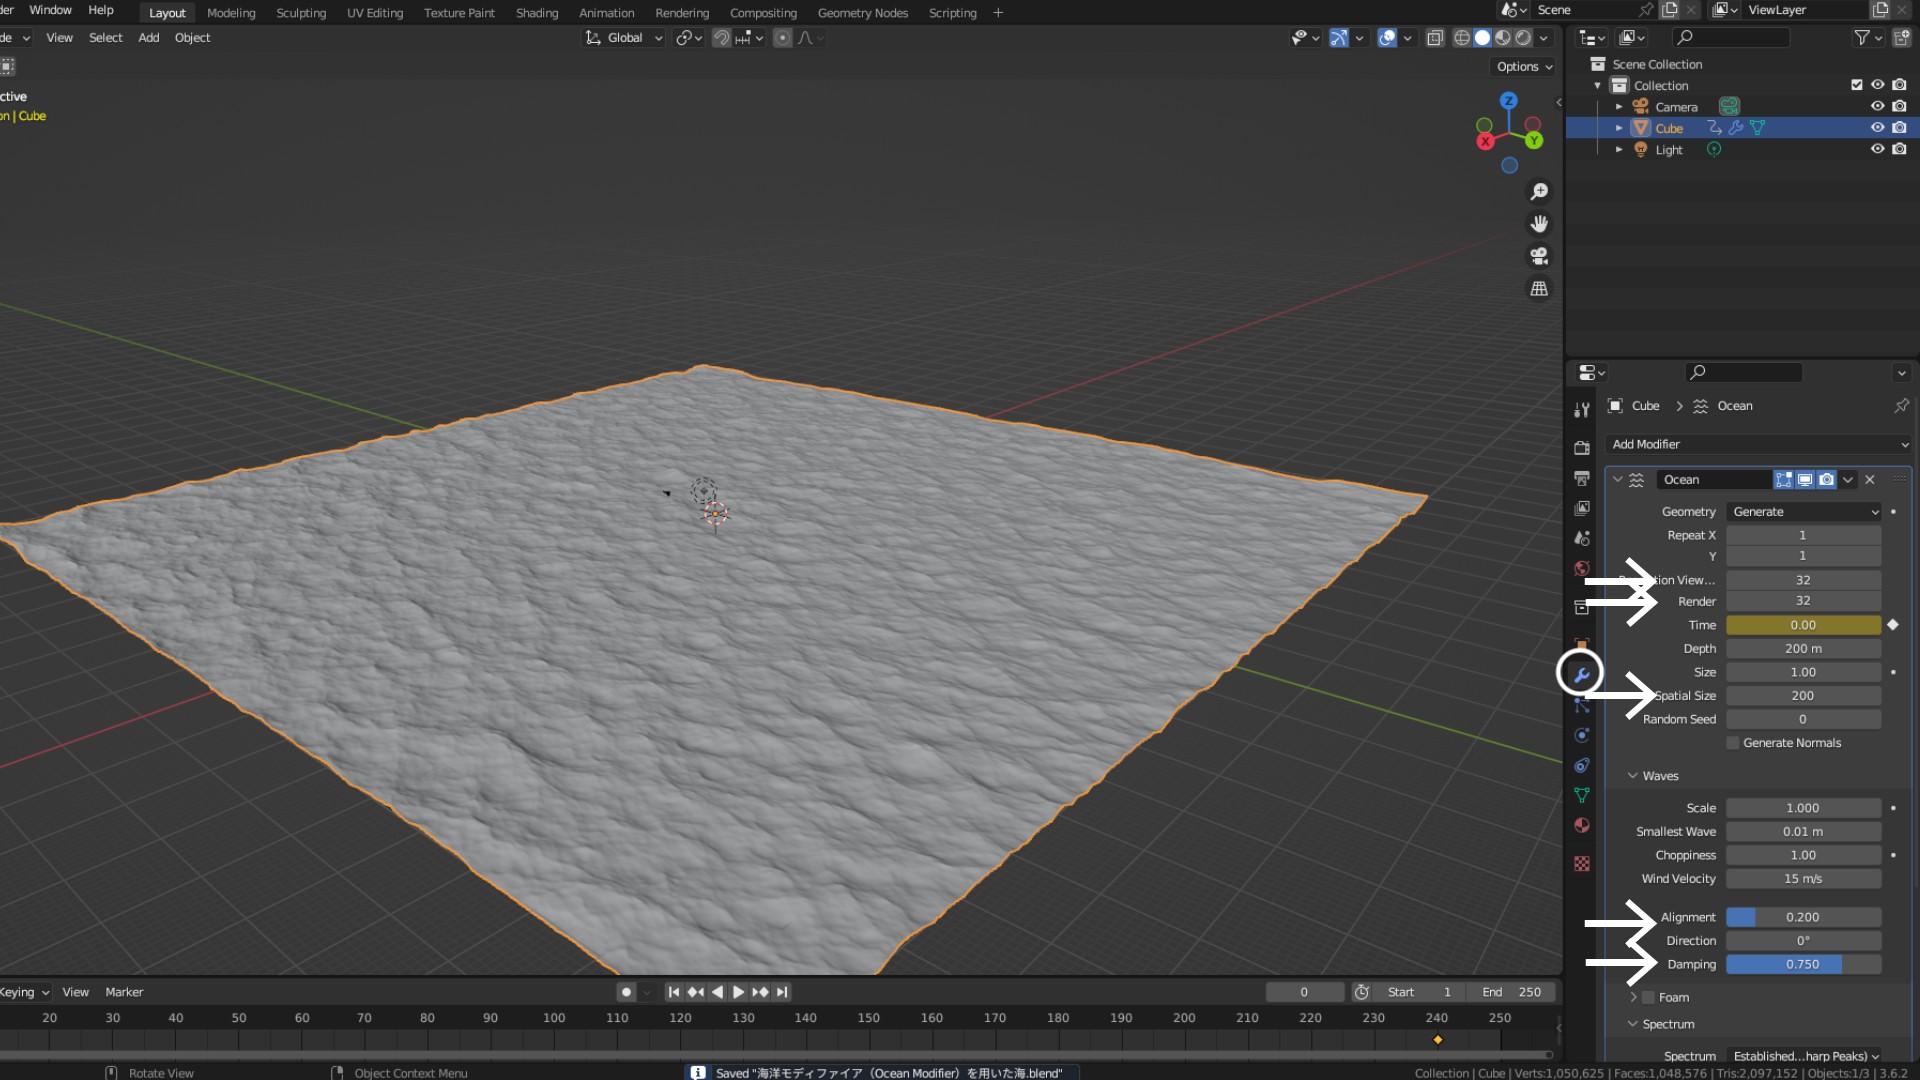 der Window Help Layout Modeling Sculpting UV Editing Texture Paint Shading Animation Rendering Compositing Geometry Nodes Scripting + Scene ViewLayer
de View Select Add Object Global
Options
ctive
on | Cube
Z
X
Y
Scene Collection
Collection
Camera
Cube
Light
Cube > Ocean
Add Modifier
Ocean
Geometry Generate
Repeat X 1
Y 1
ion View... 32
Render 32
Time 0.00
Depth 200 m
Size 1.00
Spatial Size 200
Random Seed 0
Generate Normals
Waves
Scale 1.000
Smallest Wave 0.01 m
Choppiness 1.00
Wind Velocity 15 m/s
Alignment 0.200
Direction 0°
Damping 0.750
Foam
Spectrum
Spectrum Established...harp Peaks)
Keying View Marker 0 Start 1 End 250
20 30 40 50 60 70 80 90 100 110 120 130 140 150 160 170 180 190 200 210 220 230 240 250
Rotate View Object Context Menu Saved "海洋モディファイア（Ocean Modifier）を用いた海.blend" Collection | Cube | Verts:1,050,625 | Faces:1,048,576 | Tris:2,097,152 | Objects:1/3 | 3.6.2